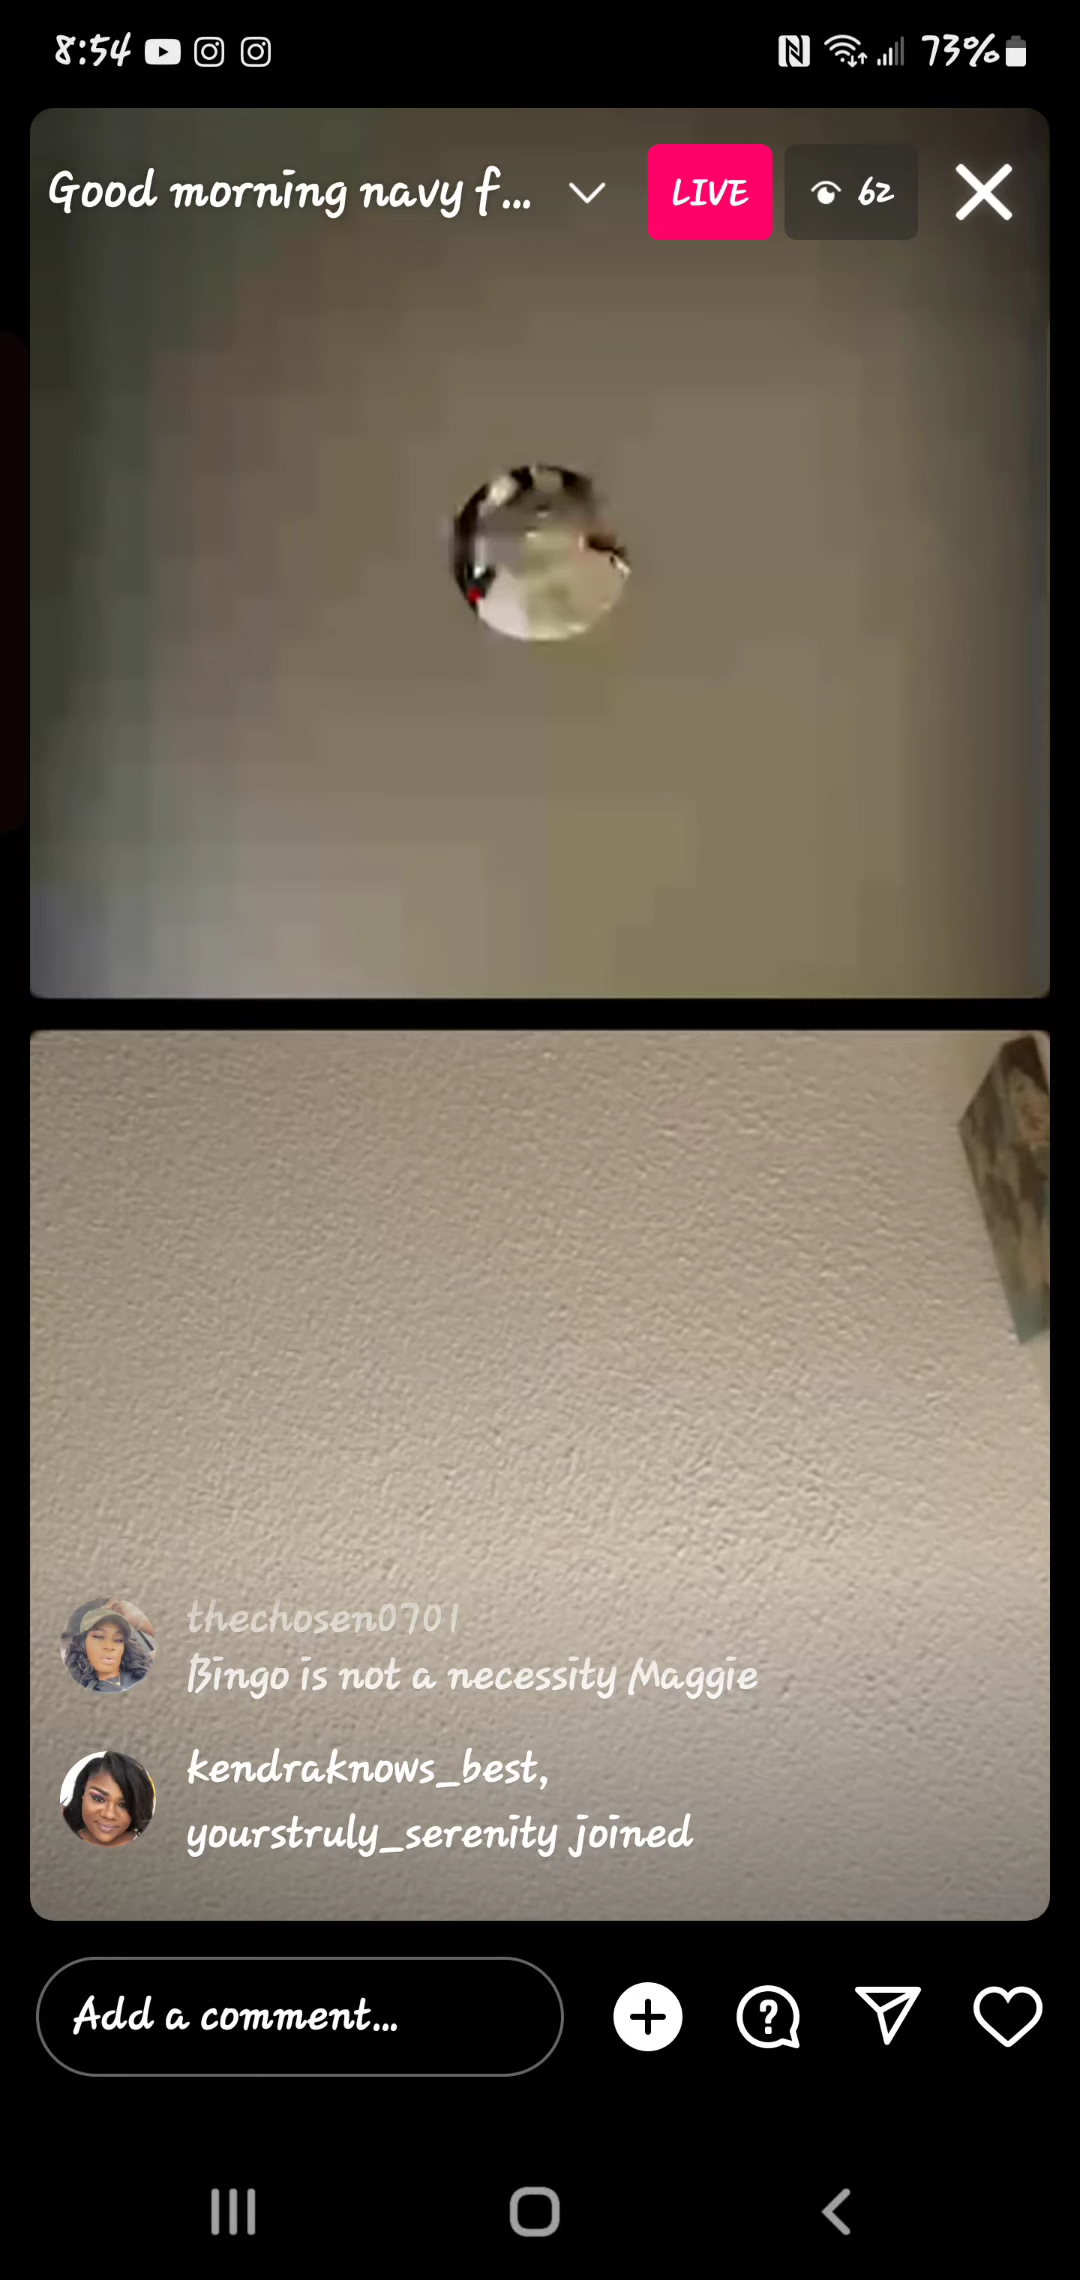 8:54
73%
Good morning navy f...
LIVE
62
thechosen0701
Bingo is not a necessity Maggie
kendraknows_best,
yourstruly_serenity joined
Add a comment...